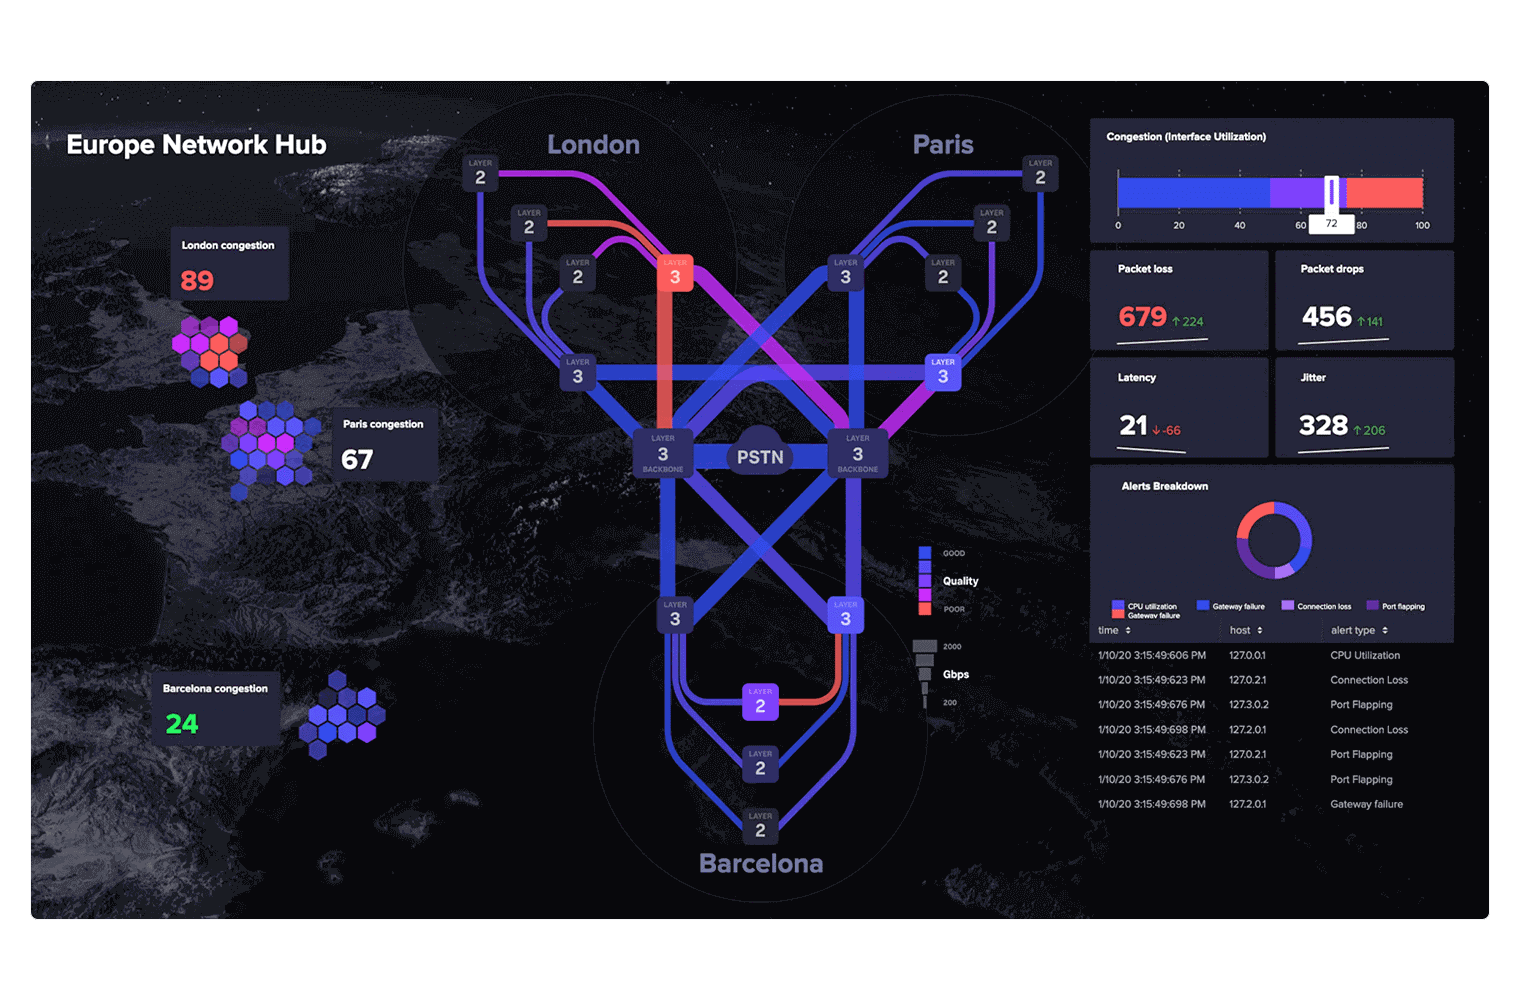 Europe Network Hub
London congestion
89
Paris congestion
67
Barcelona congestion
24
London
Paris
LAYER
2
LAYER
2
LAYER
2
LAYER
3
LAYER
3
LAYER
2
LAYER
2
LAYER
2
LAYER
3
LAYER
3
LAYER
3
BACKBONE
PSTN
LAYER
3
BACKBONE
LAYER
3
LAYER
3
LAYER
2
LAYER
2
LAYER
2
Barcelona
GOOD
Quality
POOR
2000
Gbps
200
Congestion (Interface Utilization)
0 20 40 60 80 100
72
Packet loss
679 ↑ 224
Packet drops
456 ↑ 141
Latency
21 ↓ -66
Jitter
328 ↑ 206
Alerts Breakdown
CPU utilization Gateway failure Connection loss Port flapping
Gateway failure
time host alert type
1/10/20 3:15:49:606 PM 127.0.0.1 CPU Utilization
1/10/20 3:15:49:623 PM 127.0.2.1 Connection Loss
1/10/20 3:15:49:676 PM 127.3.0.2 Port Flapping
1/10/20 3:15:49:698 PM 127.2.0.1 Connection Loss
1/10/20 3:15:49:623 PM 127.0.2.1 Port Flapping
1/10/20 3:15:49:676 PM 127.3.0.2 Port Flapping
1/10/20 3:15:49:698 PM 127.2.0.1 Gateway failure